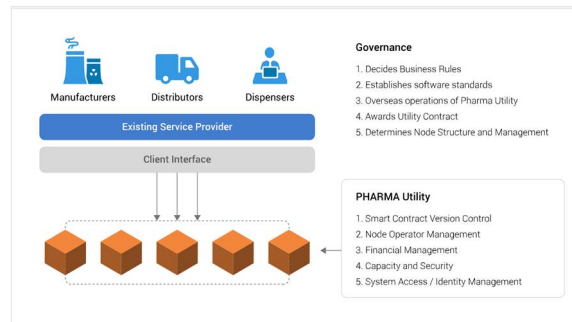 Manufacturers
Distributors
Dispensers
Existing Service Provider
Client Interface
Governance
1. Decides Business Rules
2. Establishes software standards
3. Overseas operations of Pharma Utility
4. Awards Utility Contract
5. Determines Node Structure and Management
PHARMA Utility
1. Smart Contract Version Control
2. Node Operator Management
3. Financial Management
4. Capacity and Security
5. System Access / Identity Management